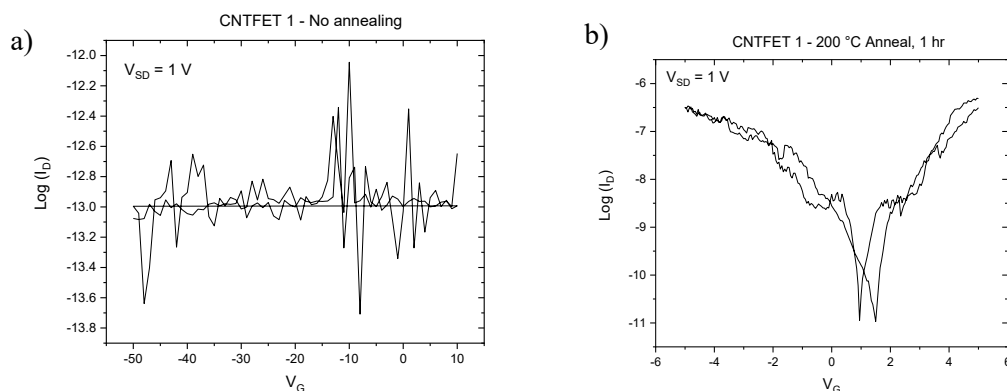 a)
CNTFET 1 - No annealing
V_SD = 1 V
Log (I_D)
-12.0
-12.2
-12.4
-12.6
-12.8
-13.0
-13.2
-13.4
-13.6
-13.8
-50 -40 -30 -20 -10 0 10
V_G
b)
CNTFET 1 - 200 °C Anneal, 1 hr
V_SD = 1 V
Log (I_D)
-6
-7
-8
-9
-10
-11
-6 -4 -2 0 2 4 6
V_G